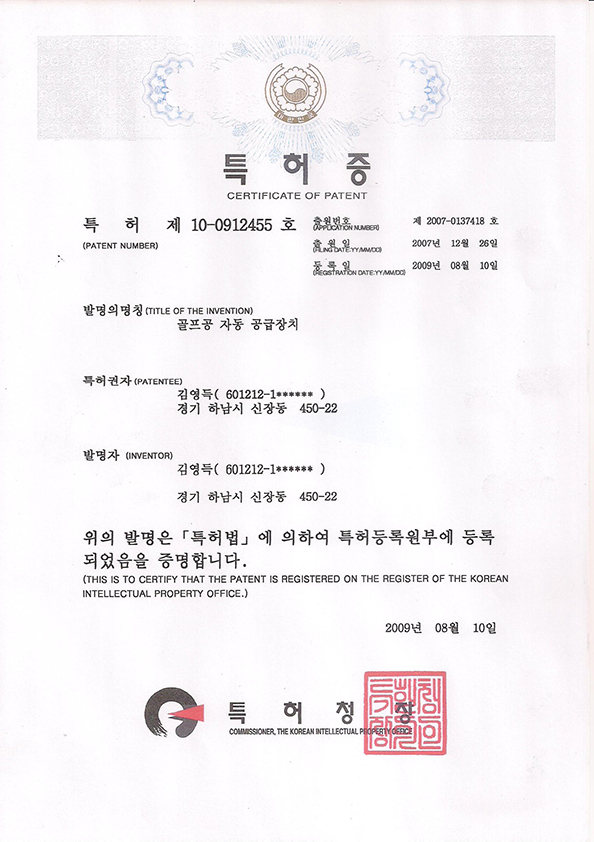 대한민국
특허증
CERTIFICATE OF PATENT
특 허 제 10-0912455 호
(PATENT NUMBER)
출원번호 제 2007-0137418 호
(APPLICATION NUMBER)
출 원 일 2007년 12월 26일
(FILING DATE:YY/MM/DD)
등 록 일 2009년 08월 10일
(REGISTRATION DATE:YY/MM/DD)
발명의명칭 (TITLE OF THE INVENTION)
골프공 자동 공급장치
특허권자 (PATENTEE)
김영득( 601212-1****** )
경기 하남시 신장동 450-22
발명자 (INVENTOR)
김영득( 601212-1****** )
경기 하남시 신장동 450-22
위의 발명은 「특허법」에 의하여 특허등록원부에 등록
되었음을 증명합니다.
(THIS IS TO CERTIFY THAT THE PATENT IS REGISTERED ON THE REGISTER OF THE KOREAN
INTELLECTUAL PROPERTY OFFICE.)
2009년 08월 10일
특 허 청 장
COMMISSIONER, THE KOREAN INTELLECTUAL PROPERTY OFFICE